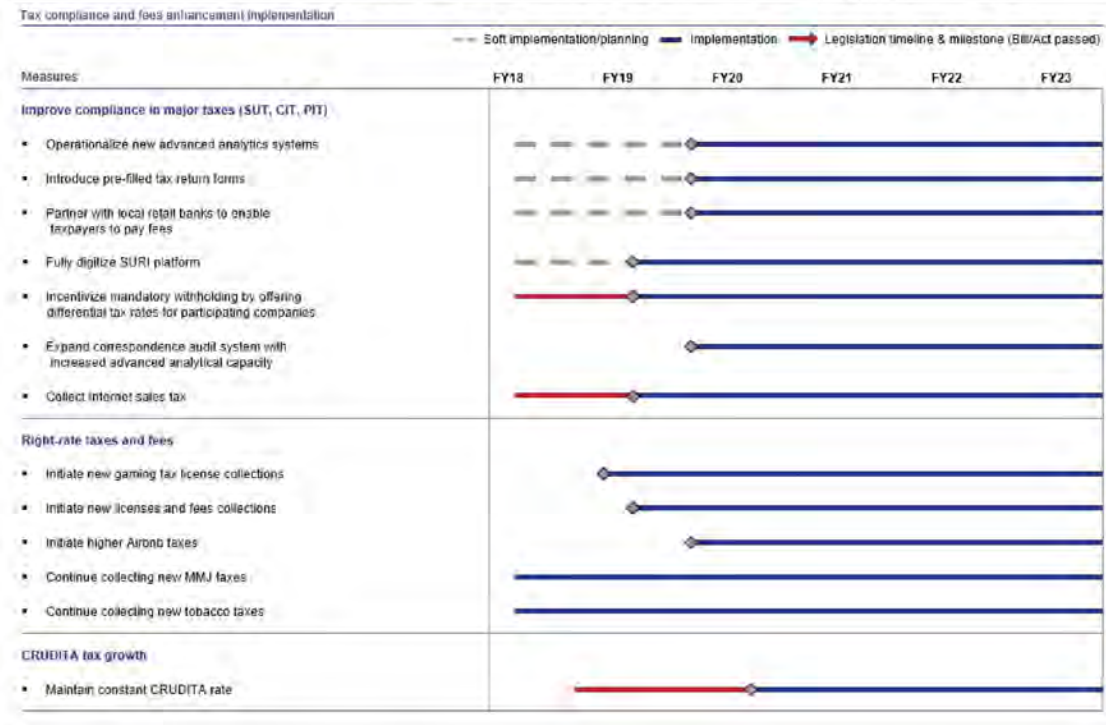 Tax compliance and fees enhancement implementation
Soft implementation/planning Implementation Legislation timeline & milestone (Bill/Act passed)
Measures FY18 FY19 FY20 FY21 FY22 FY23
Improve compliance in major taxes (SUT, CIT, PIT)
▪ Operationalize new advanced analytics systems
▪ Introduce pre-filled tax return forms
▪ Partner with local retail banks to enable
taxpayers to pay fees
▪ Fully digitize SURI platform
▪ Incentivize mandatory withholding by offering
differential tax rates for participating companies
▪ Expand correspondence audit system with
increased advanced analytical capacity
▪ Collect Internet sales tax
Right-rate taxes and fees
▪ Initiate new gaming tax license collections
▪ Initiate new licenses and fees collections
▪ Initiate higher Airbnb taxes
▪ Continue collecting new MMJ taxes
▪ Continue collecting new tobacco taxes
CRUDITA tax growth
▪ Maintain constant CRUDITA rate